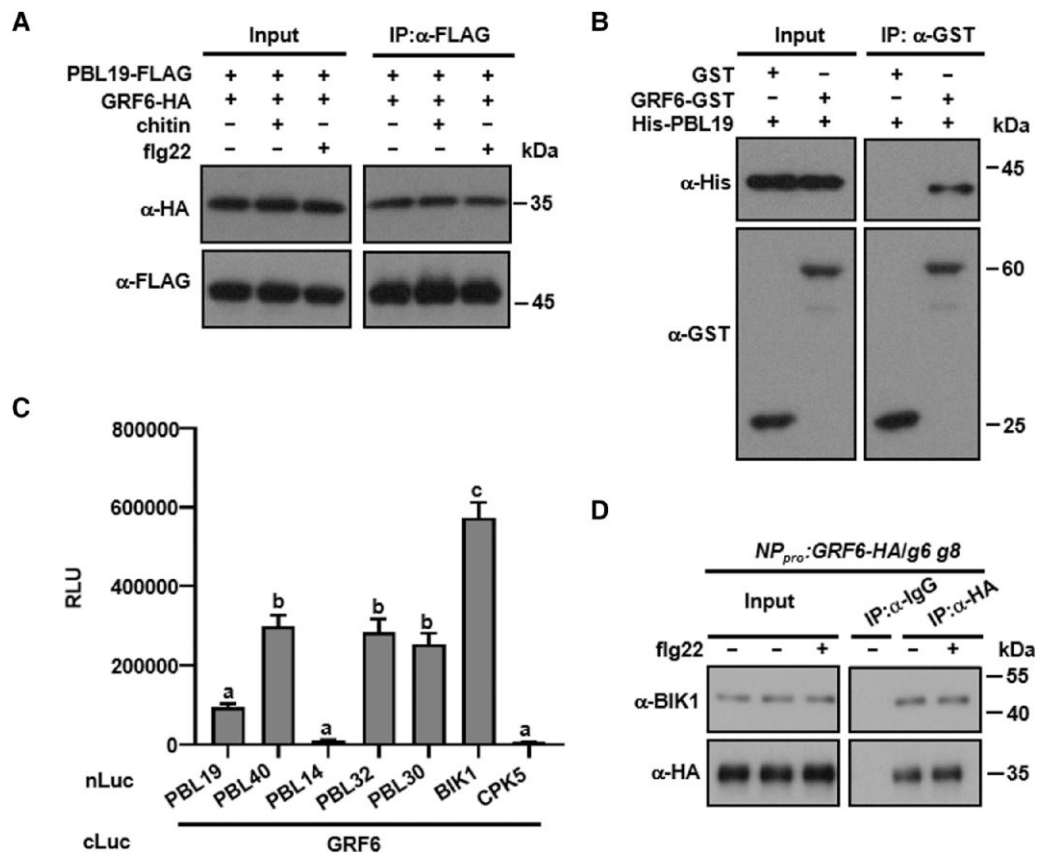 A
Input IP:α-FLAG
PBL19-FLAG + + + + + +
GRF6-HA + + + + + +
chitin – + – – + –
flg22 – – + – – + kDa
α-HA –35
α-FLAG –45
B
Input IP: α-GST
GST + – + –
GRF6-GST – + – +
His-PBL19 + + + + kDa
α-His –45
α-GST –60
–25
C
800000
600000
400000
200000
0
RLU
a b a b b c a
nLuc PBL19 PBL40 PBL14 PBL32 PBL30 BIK1 CPK5
cLuc GRF6
D
NPpro:GRF6-HA/g6 g8
Input IP:α-IgG IP:α-HA
flg22 – – + – – + kDa
α-BIK1 –55
–40
α-HA –35